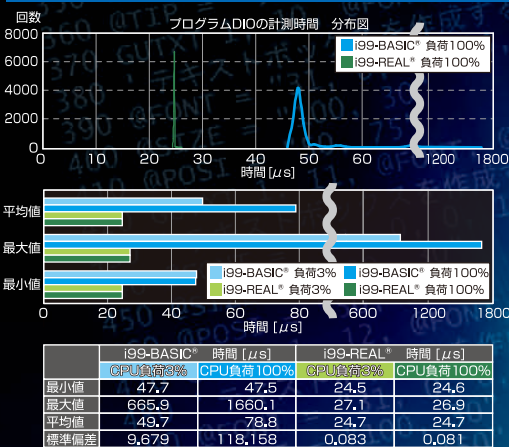 回数
プログラムDIOの計測時間 分布図
8000
6000
4000
2000
0
i99-BASIC® 負荷100%
i99-REAL® 負荷100%
0 10 20 30 40 50 60 1200 1800
時間[μs]
平均値
最大値
最小値
i99-BASIC® 負荷3% i99-BASIC® 負荷100%
i99-REAL® 負荷3% i99-REAL® 負荷100%
0 20 40 60 80 600 1200 1800
時間[μs]
i99-BASIC® 時間[μs] i99-REAL® 時間[μs]
CPU負荷3% CPU負荷100% CPU負荷3% CPU負荷100%
最小値 47.7 47.5 24.5 24.6
最大値 665.9 1660.1 27.1 26.9
平均値 49.7 78.8 24.7 24.7
標準偏差 9.679 118.158 0.083 0.081